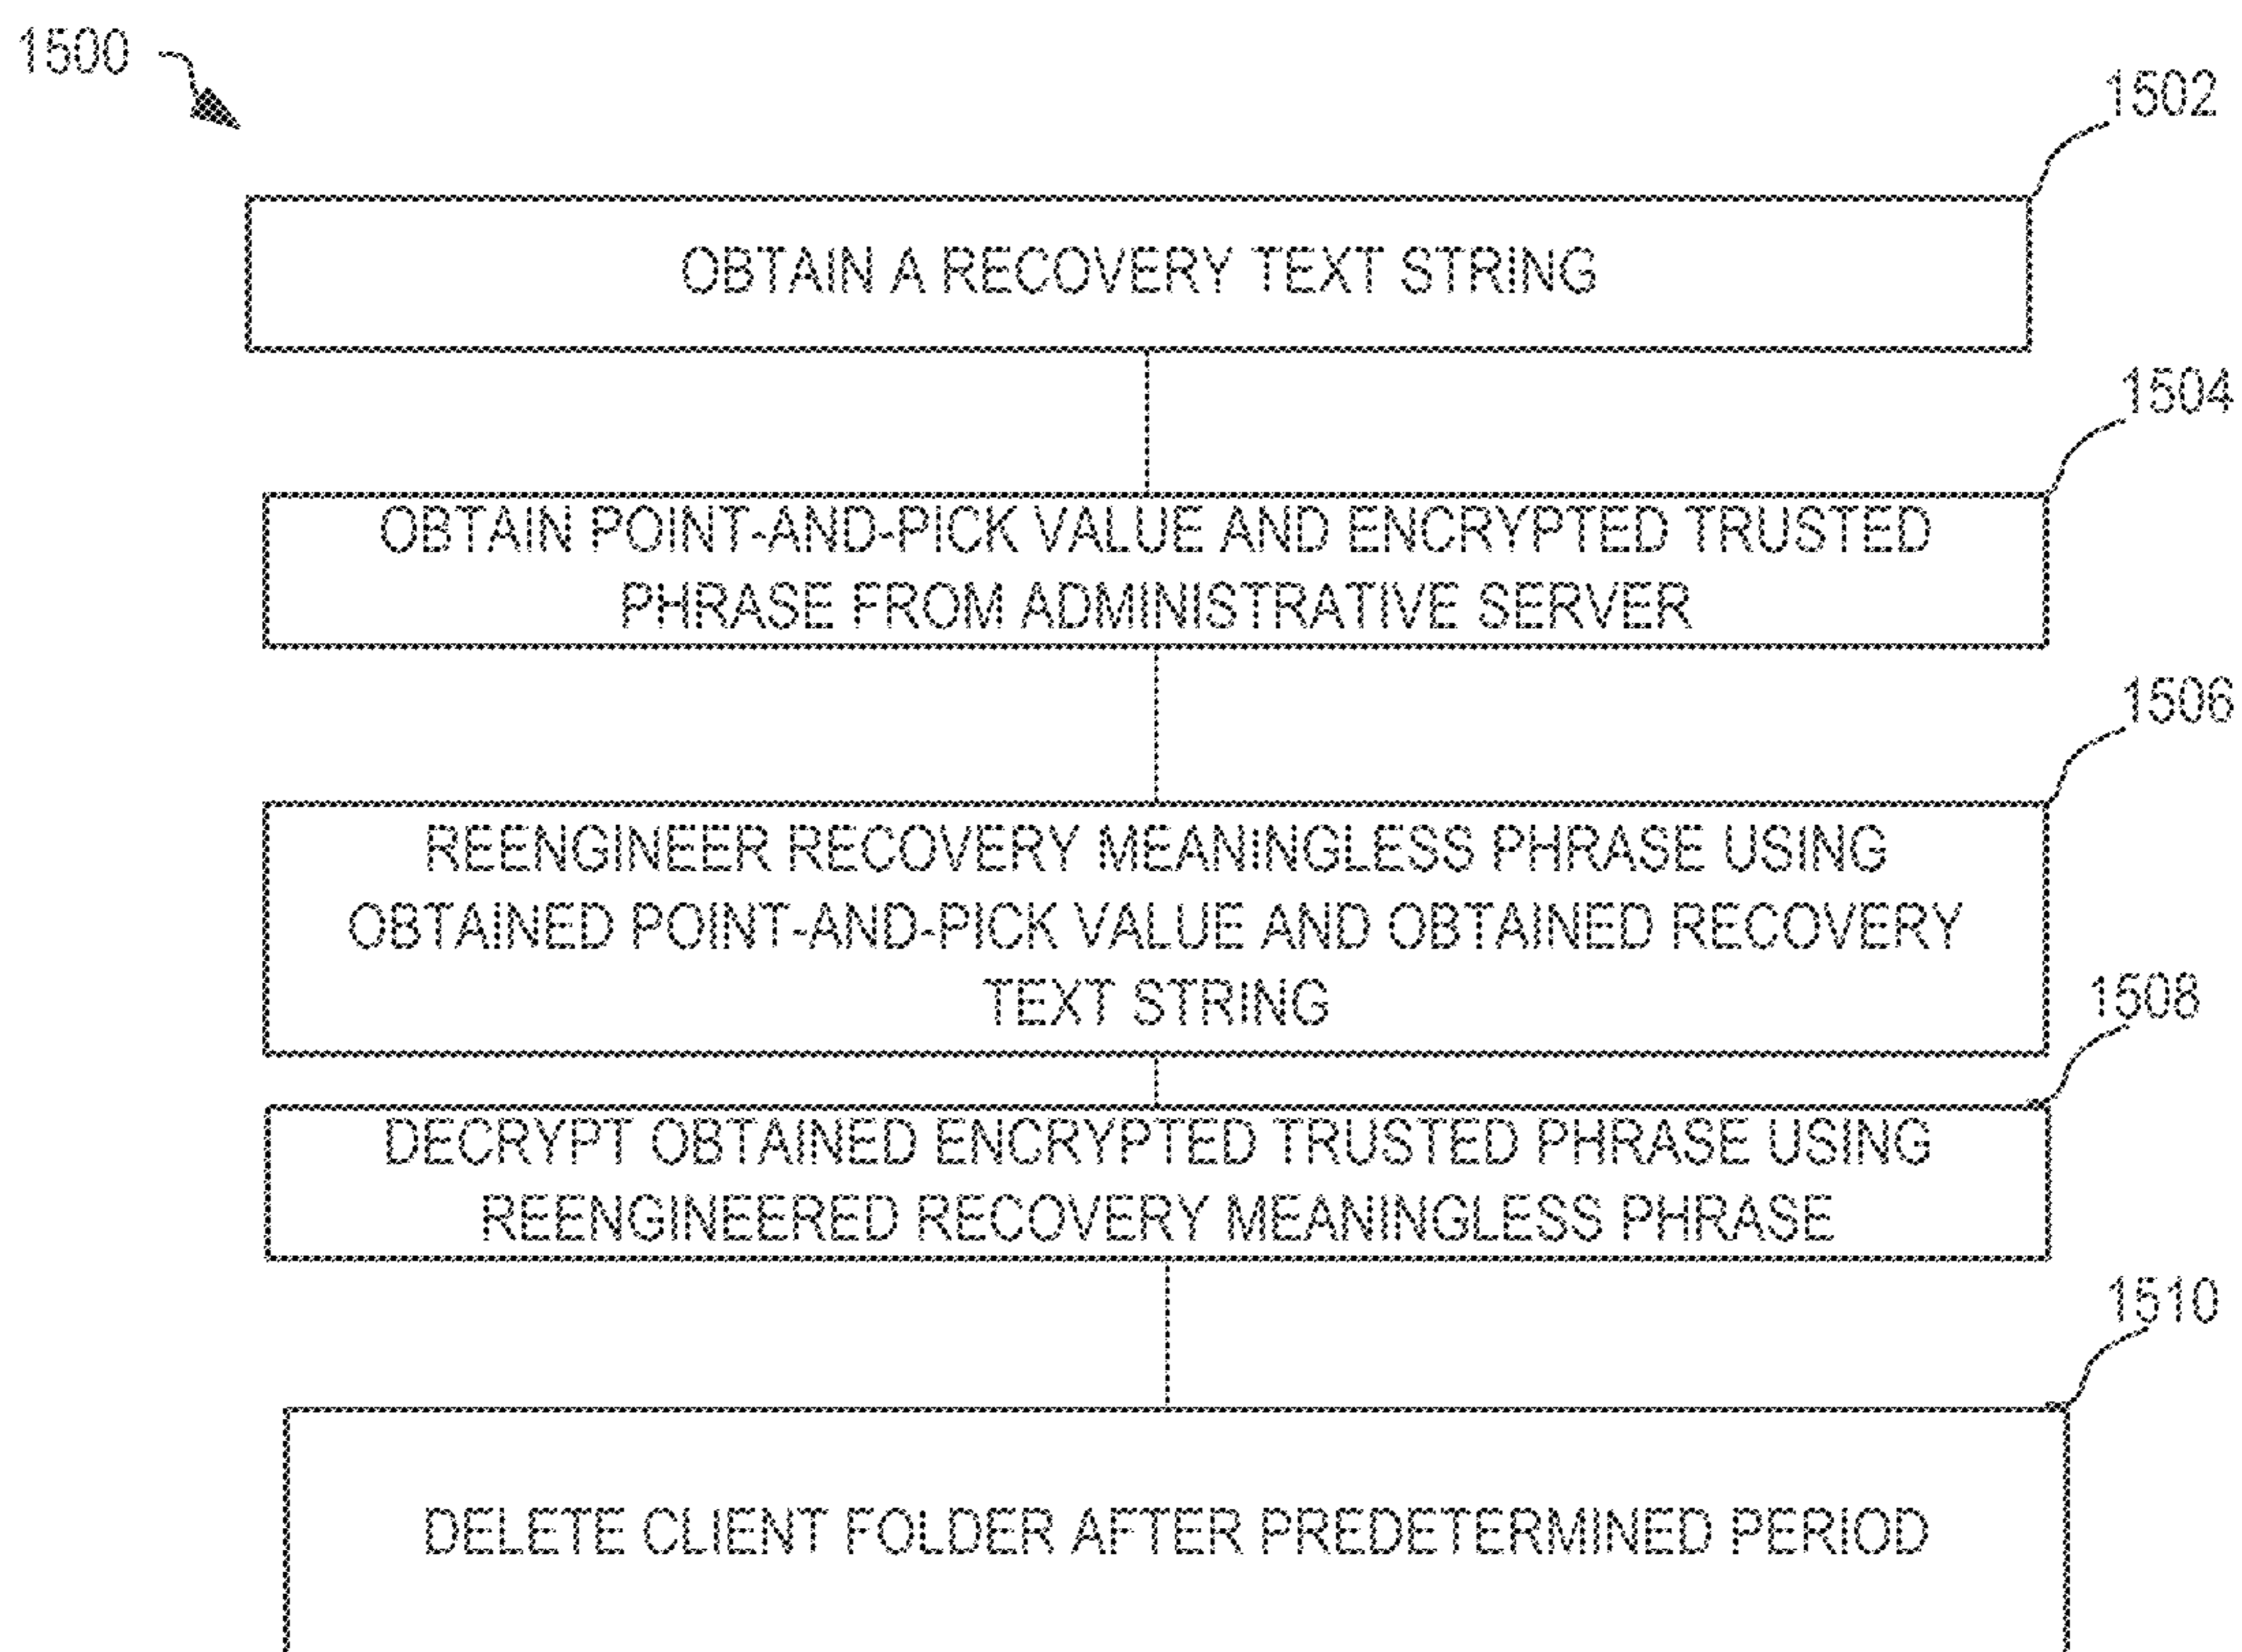 1500
1502
OBTAIN A RECOVERY TEXT STRING
1504
OBTAIN POINT-AND-PICK VALUE AND ENCRYPTED TRUSTED
PHRASE FROM ADMINISTRATIVE SERVER
1506
REENGINEER RECOVERY MEANINGLESS PHRASE USING
OBTAINED POINT-AND-PICK VALUE AND OBTAINED RECOVERY
TEXT STRING
1508
DECRYPT OBTAINED ENCRYPTED TRUSTED PHRASE USING
REENGINEERED RECOVERY MEANINGLESS PHRASE
1510
DELETE CLIENT FOLDER AFTER PREDETERMINED PERIOD